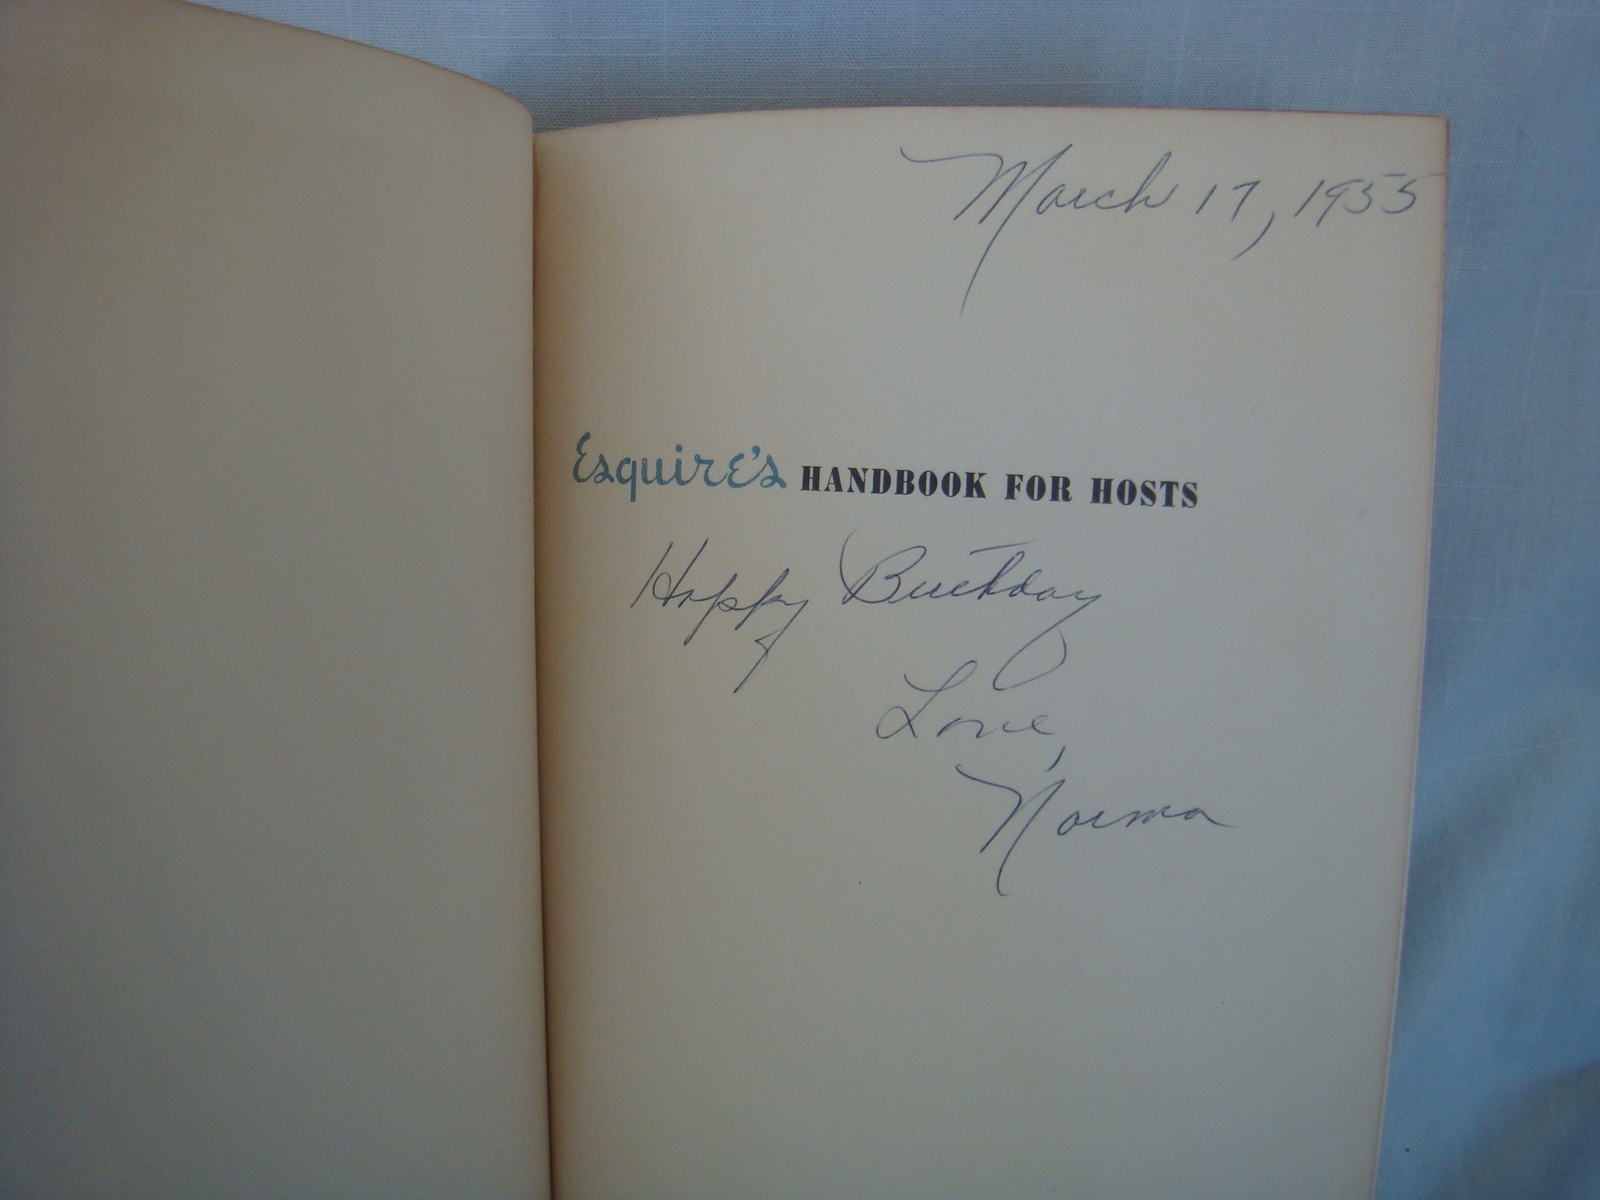 March 17, 1955
Esquire's HANDBOOK FOR HOSTS
Happy Birthday
Love,
Norma